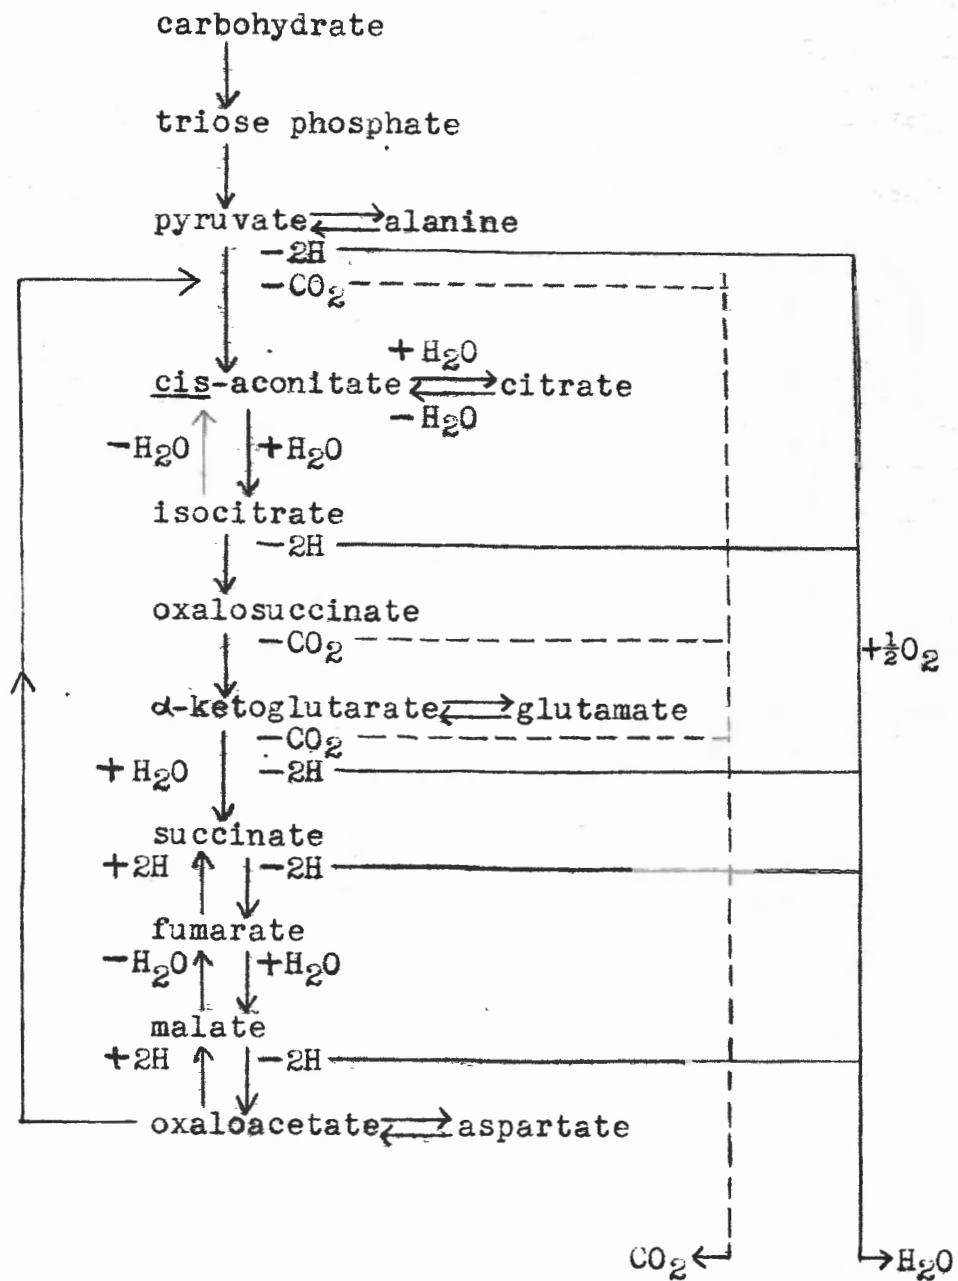 carbohydrate
triose phosphate
pyruvate alanine
-2H
-CO2
+H2O
cis-aconitate citrate
-H2O
-H2O +H2O
isocitrate
-2H
oxalosuccinate
-CO2
+½O2
α-ketoglutarate glutamate
-CO2
+H2O -2H
succinate
+2H -2H
fumarate
-H2O +H2O
malate
+2H -2H
oxaloacetate aspartate
CO2 H2O